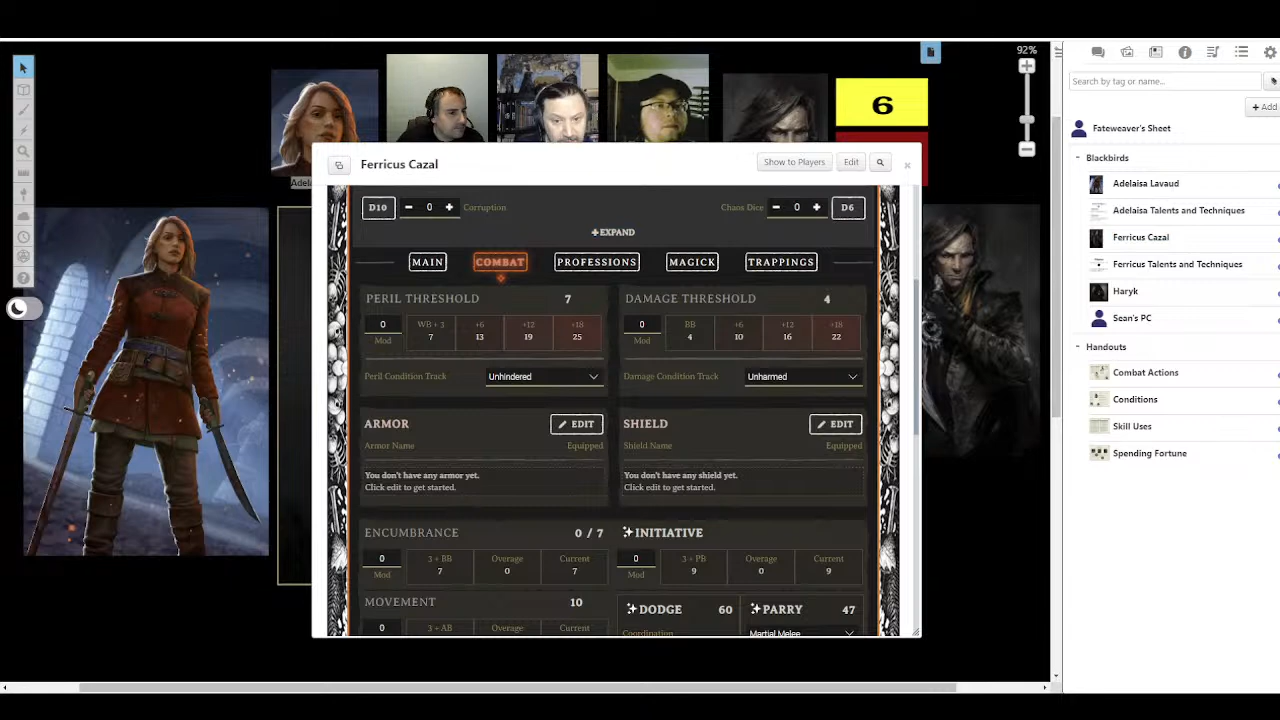 92%
Search by tag or name...
+ Add
6
Fateweaver's Sheet
Blackbirds
Adelaisa Lavaud
Adelaisa Talents and Techniques
Ferricus Cazal
Ferricus Talents and Techniques
Haryk
Sean's PC
Handouts
Combat Actions
Conditions
Skill Uses
Spending Fortune
Ferricus Cazal
Show to Players
Edit
D10 0 + Corruption
Chaos Dice 0 + D6
+EXPAND
MAIN COMBAT PROFESSIONS MAGICK TRAPPINGS
PERIL THRESHOLD 7
0 WB + 3 +6 +12 +18
Mod 7 13 19 25
Peril Condition Track Unhindered
DAMAGE THRESHOLD 4
0 BB +6 +12 +18
Mod 4 10 16 22
Damage Condition Track Unharmed
ARMOR EDIT
Armor Name Equipped
You don't have any armor yet.
Click edit to get started.
SHIELD EDIT
Shield Name Equipped
You don't have any shield yet.
Click edit to get started.
ENCUMBRANCE 0 / 7
0 3 + BB Overage Current
Mod 7 0 7
INITIATIVE
0 3 + PB Overage Current
Mod 9 0 9
MOVEMENT 10
0 3 + AB Overage Current
DODGE 60
Coordination
PARRY 47
Martial Melee